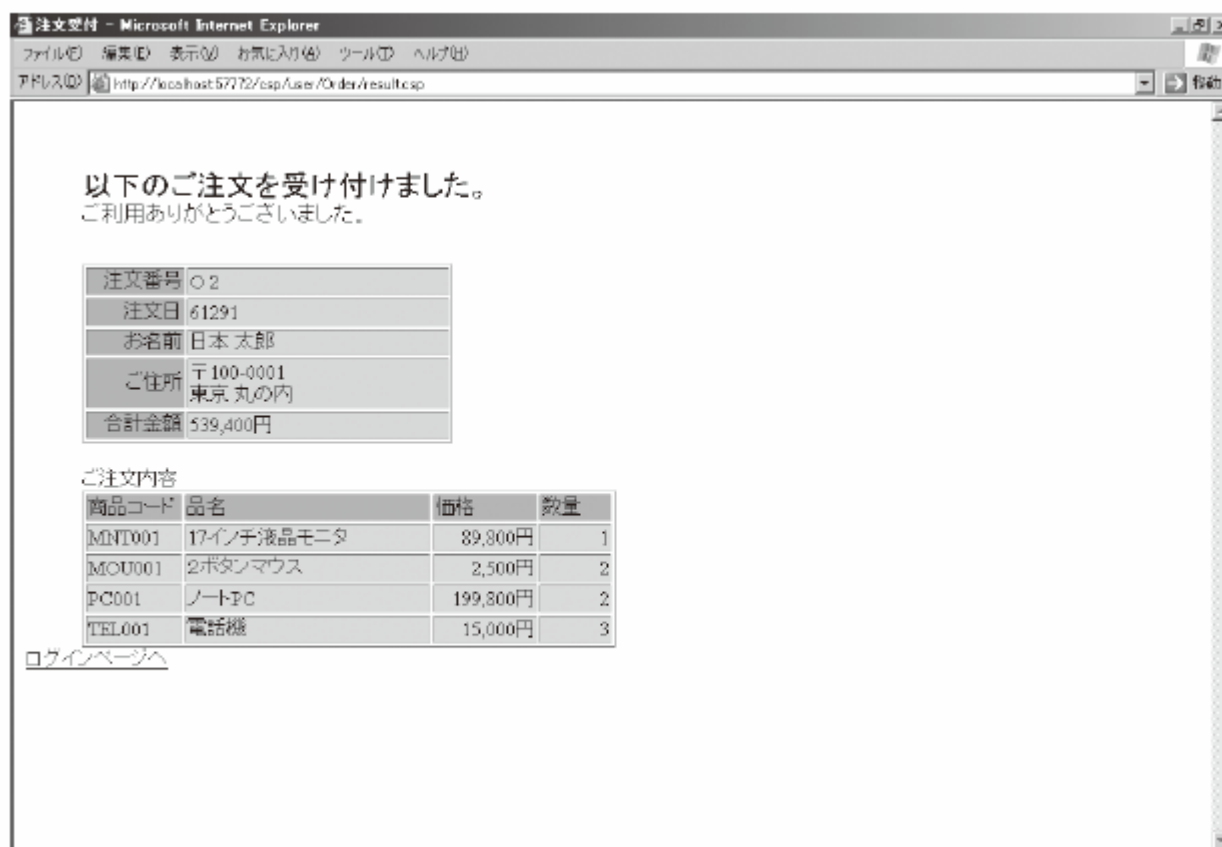 注文受付 - Microsoft Internet Explorer
ファイル(F) 編集(E) 表示(V) お気に入り(A) ツール(T) ヘルプ(H)
アドレス(D) http://localhost:57772/csp/user/Order/result.csp 移動
以下のご注文を受け付けました。
ご利用ありがとうございました。
注文番号 ○2
注文日 61291
お名前 日本 太郎
ご住所 〒100-0001
東京 丸の内
合計金額 539,400円
ご注文内容
商品コード 品名 価格 数量
MNT001 17インチ液晶モニタ 89,800円 1
MOU001 2ボタンマウス 2,500円 2
PC001 ノートPC 199,800円 2
TEL001 電話機 15,000円 3
ログインページへ